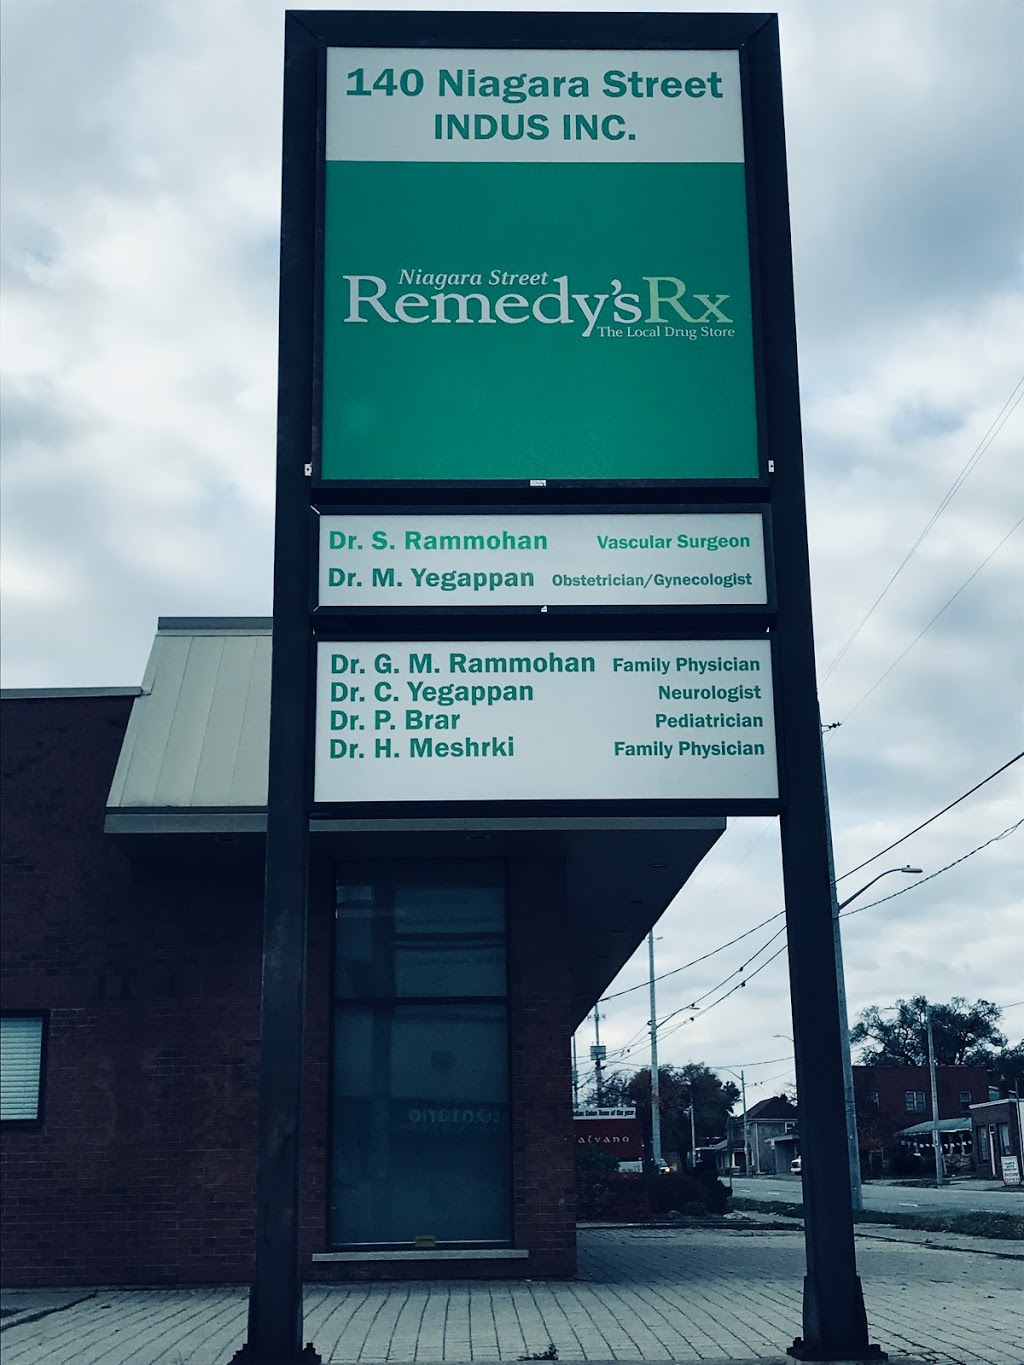 140 Niagara Street
INDUS INC.
Niagara Street
Remedy'sRx
The Local Drug Store
Dr. S. Rammohan Vascular Surgeon
Dr. M. Yegappan Obstetrician/Gynecologist
Dr. G. M. Rammohan Family Physician
Dr. C. Yegappan Neurologist
Dr. P. Brar Pediatrician
Dr. H. Meshrki Family Physician